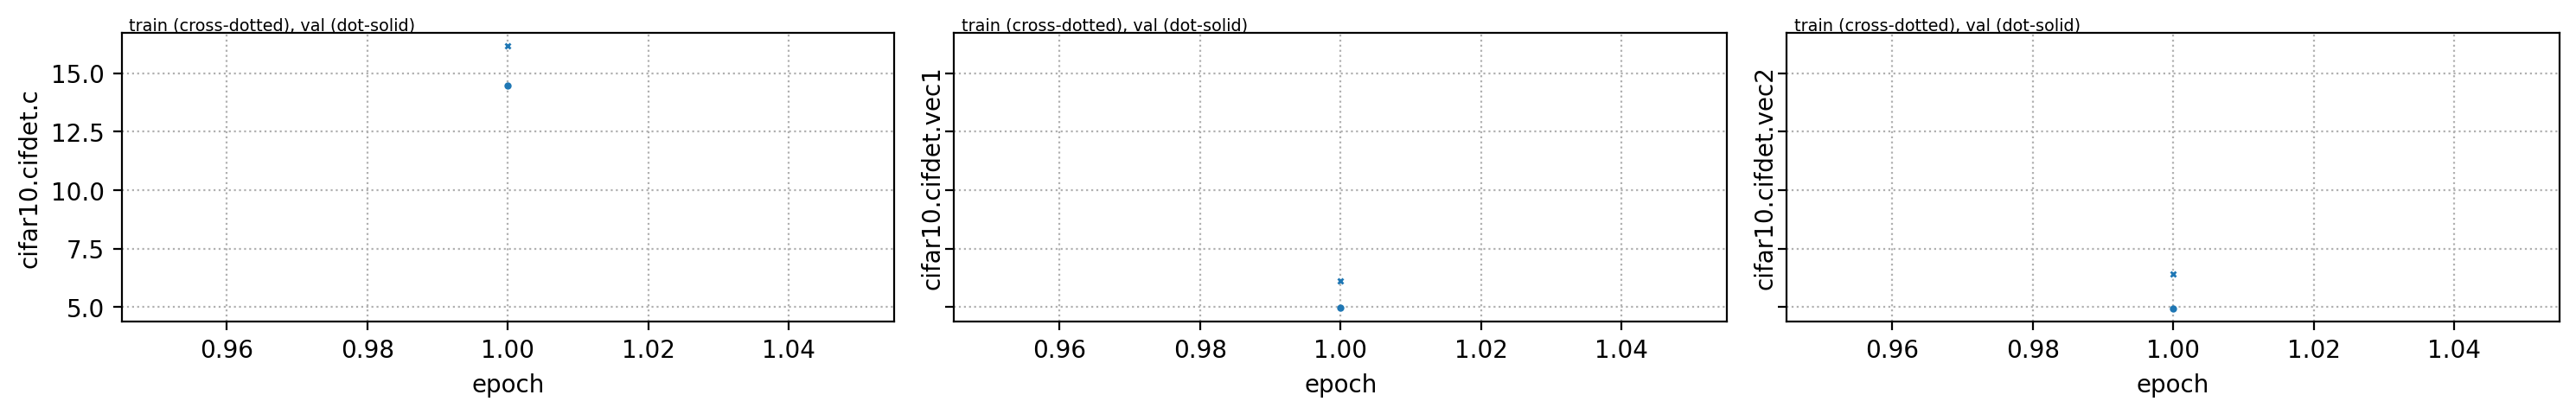 train (cross-dotted), val (dot-solid)
cifar10.cifdet.c
15.0
12.5
10.0
7.5
5.0
0.96 0.98 1.00 1.02 1.04
epoch
train (cross-dotted), val (dot-solid)
cifar10.cifdet.vec1
0.96 0.98 1.00 1.02 1.04
epoch
train (cross-dotted), val (dot-solid)
cifar10.cifdet.vec2
0.96 0.98 1.00 1.02 1.04
epoch